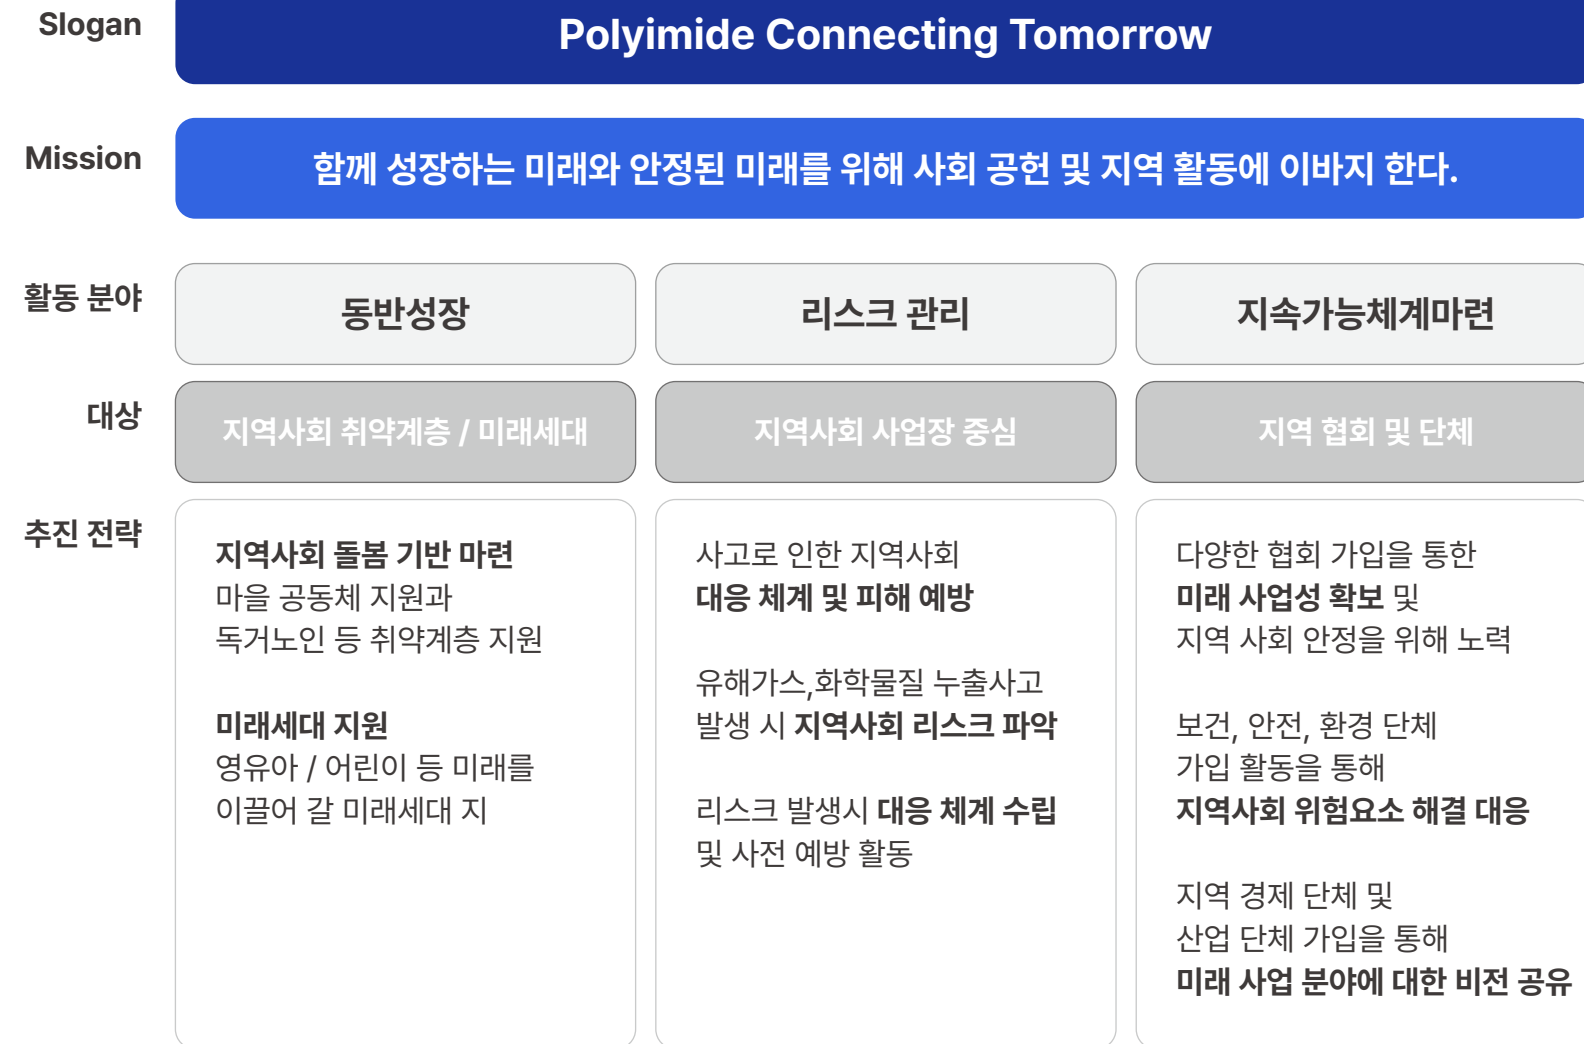 Slogan
Polyimide Connecting Tomorrow
Mission
함께 성장하는 미래와 안정된 미래를 위해 사회 공헌 및 지역 활동에 이바지 한다.
활동 분야
동반성장
리스크 관리
지속가능체계마련
대상
지역사회 취약계층 / 미래세대
지역사회 사업장 중심
지역 협회 및 단체
추진 전략
지역사회 돌봄 기반 마련
마을 공동체 지원과
독거노인 등 취약계층 지원
미래세대 지원
영유아 / 어린이 등 미래를
이끌어 갈 미래세대 지
사고로 인한 지역사회
대응 체계 및 피해 예방
유해가스,화학물질 누출사고
발생 시 지역사회 리스크 파악
리스크 발생시 대응 체계 수립
및 사전 예방 활동
다양한 협회 가입을 통한
미래 사업성 확보 및
지역 사회 안정을 위해 노력
보건, 안전, 환경 단체
가입 활동을 통해
지역사회 위험요소 해결 대응
지역 경제 단체 및
산업 단체 가입을 통해
미래 사업 분야에 대한 비전 공유